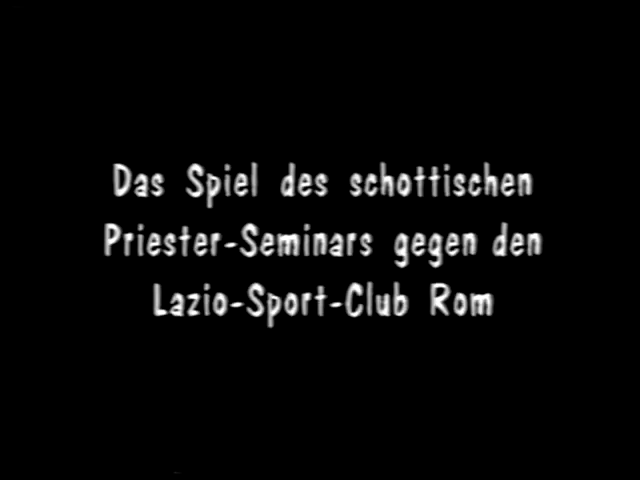 Das Spiel des schottischen
Priester-Seminars gegen den
Lazio-Sport-Club Rom